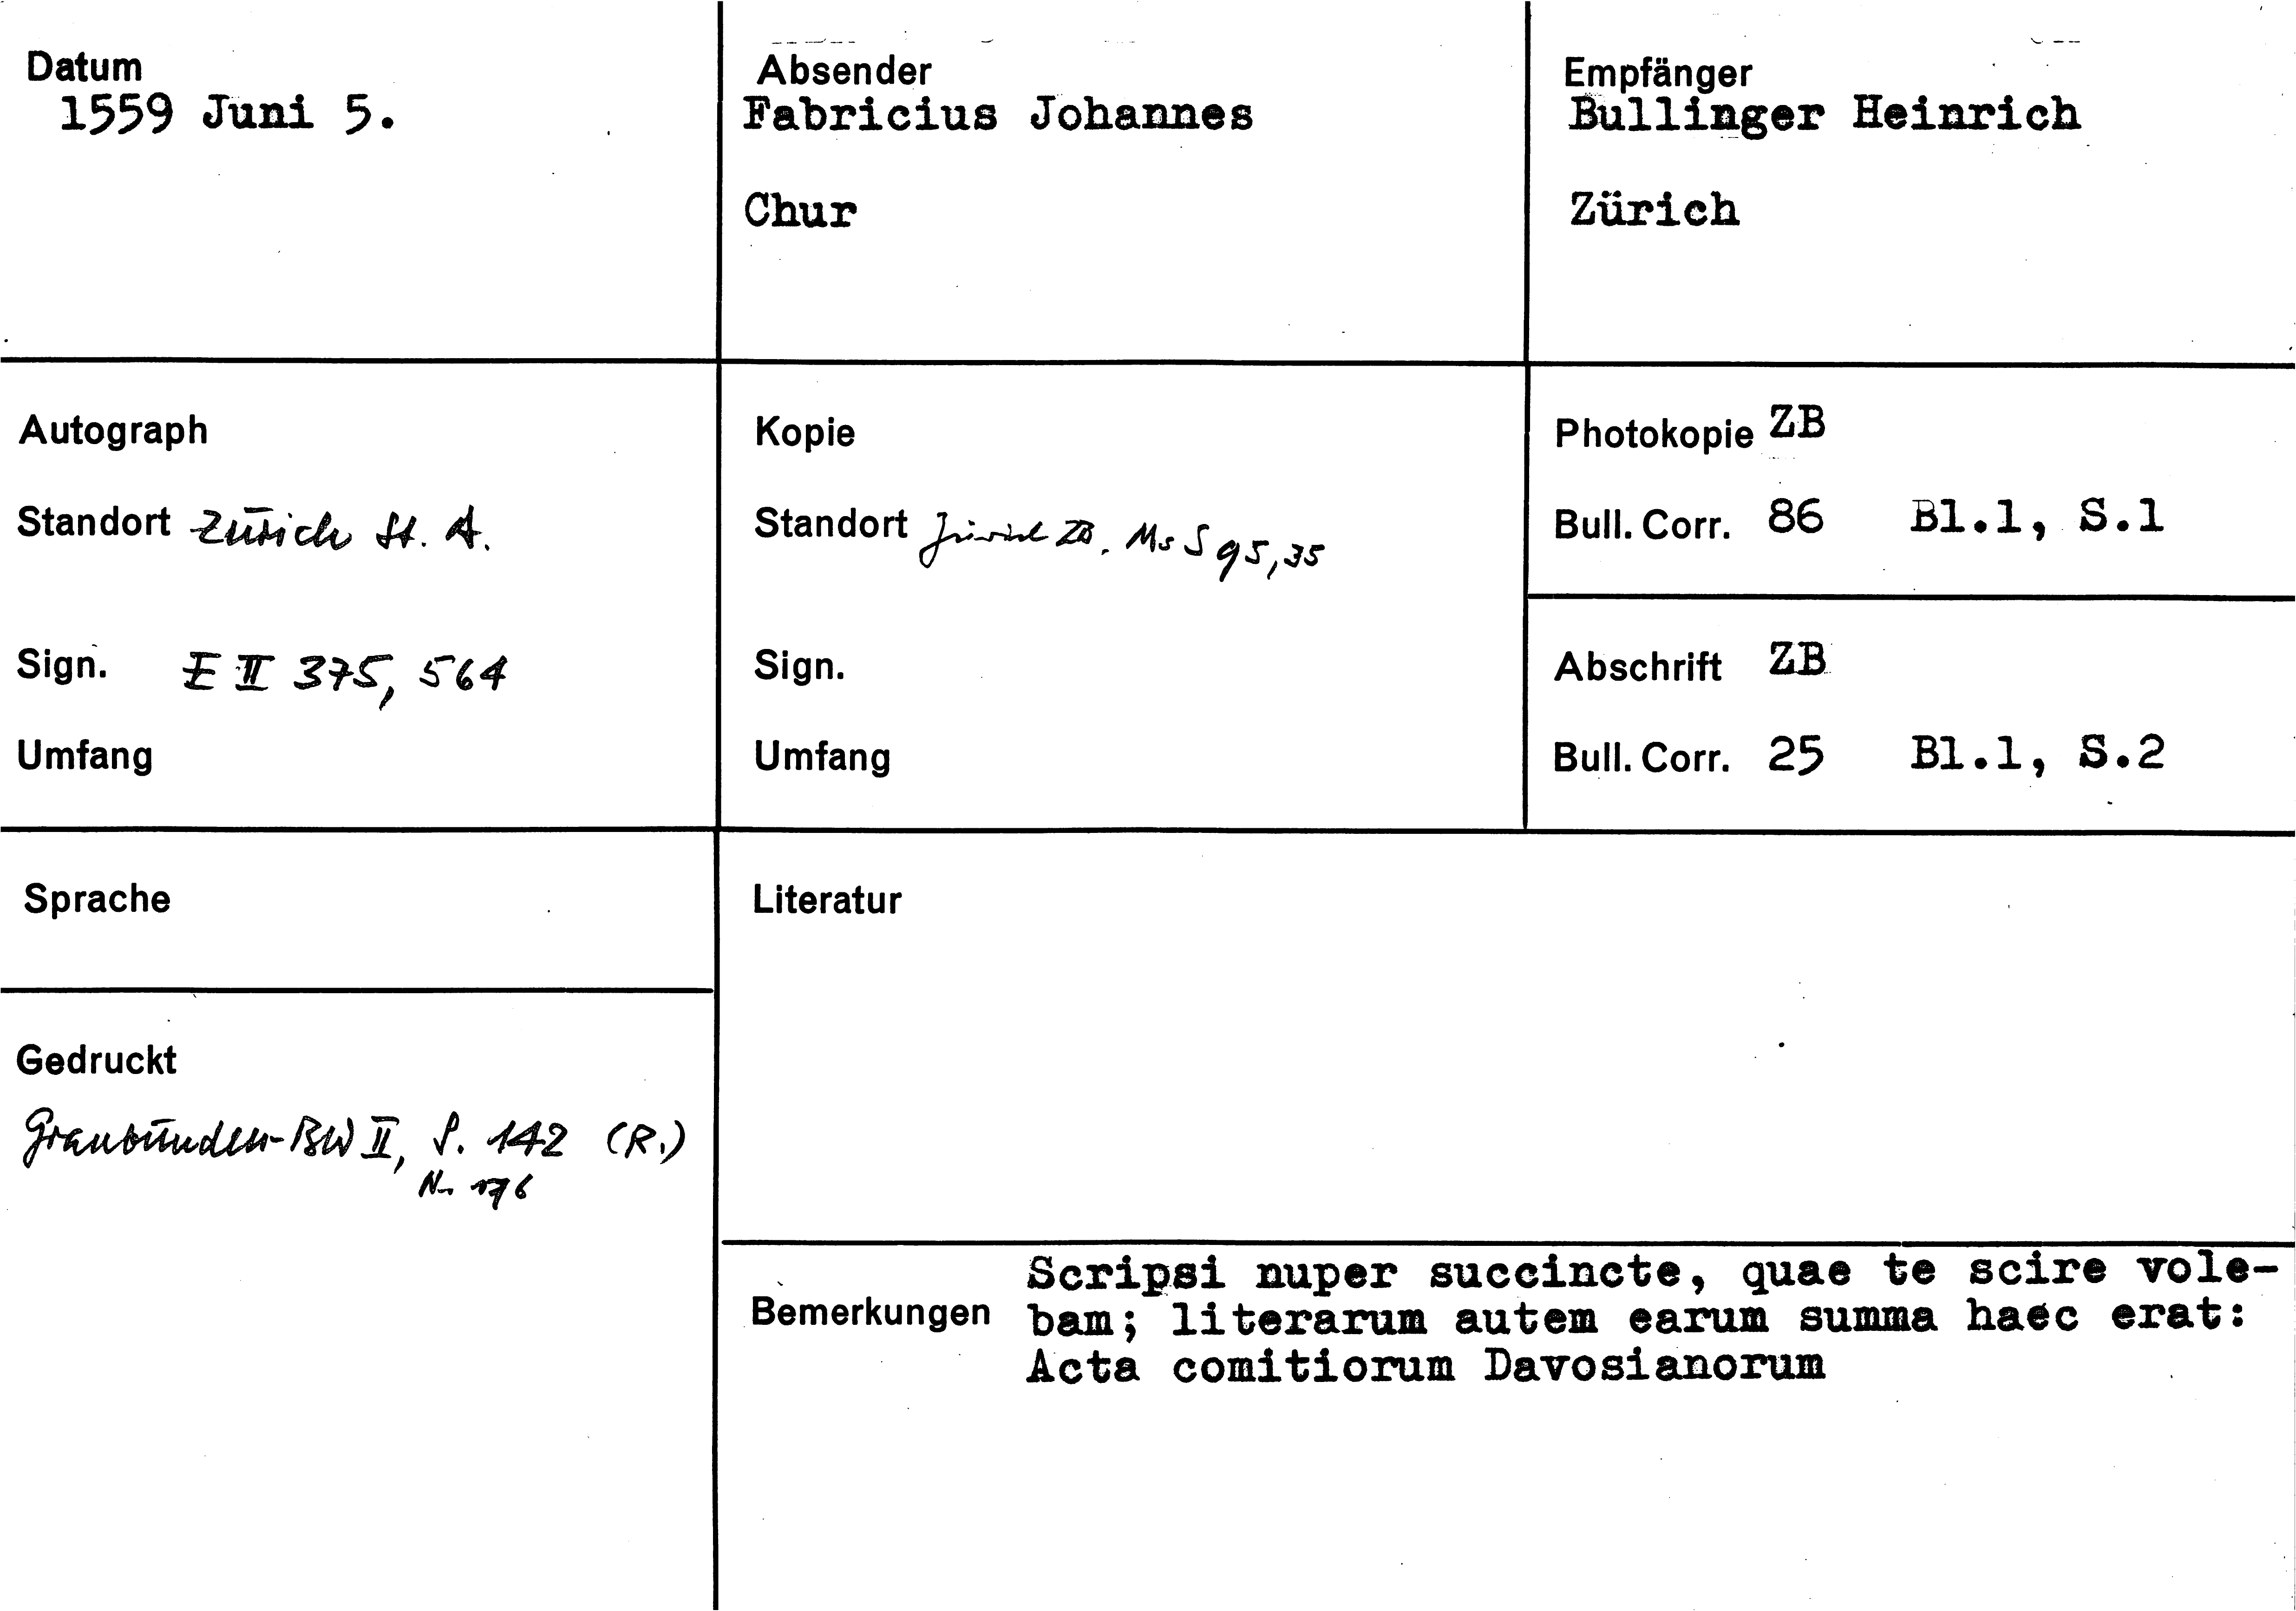 Datum
1559 Juni 5.
Absender
Fabricius Johannes
Chur
Empfänger
Bullinger Heinrich
Zürich
Autograph
Standort Zürich St. A.
Sign. E II 375, 564
Umfang
Kopie
Standort Zürich ZB. Ms S 95,35
Sign.
Umfang
Photokopie ZB
Bull. Corr. 86 Bl.1, S.1
Abschrift ZB
Bull. Corr. 25 Bl.1, S.2
Sprache
Gedruckt
Graubünden-BW II, S. 142 (R.)
Nr. 176
Literatur
Bemerkungen
Scripsi nuper succincte, quae te scire vole-
bam; literarum autem earum summa haec erat:
Acta comitiorum Davosianorum